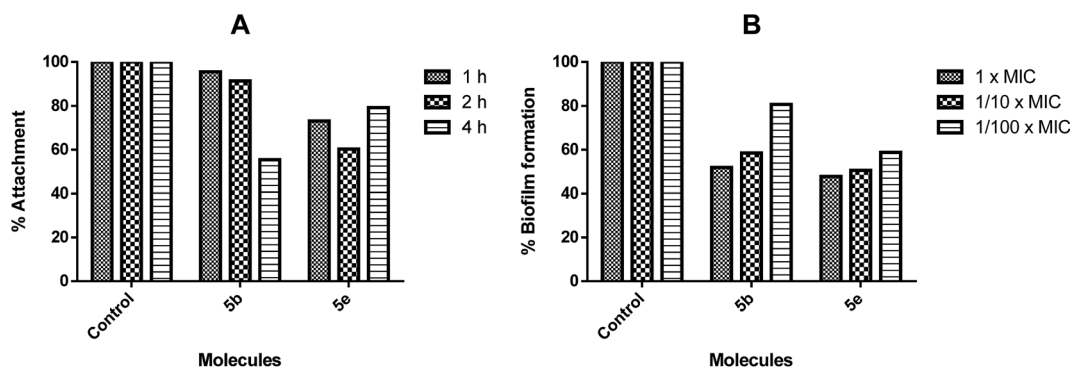 A
% Attachment
100
80
60
40
20
0
Control
5b
5e
Molecules
1 h
2 h
4 h
B
% Biofilm formation
100
80
60
40
20
0
Control
5b
5e
Molecules
1 x MIC
1/10 x MIC
1/100 x MIC